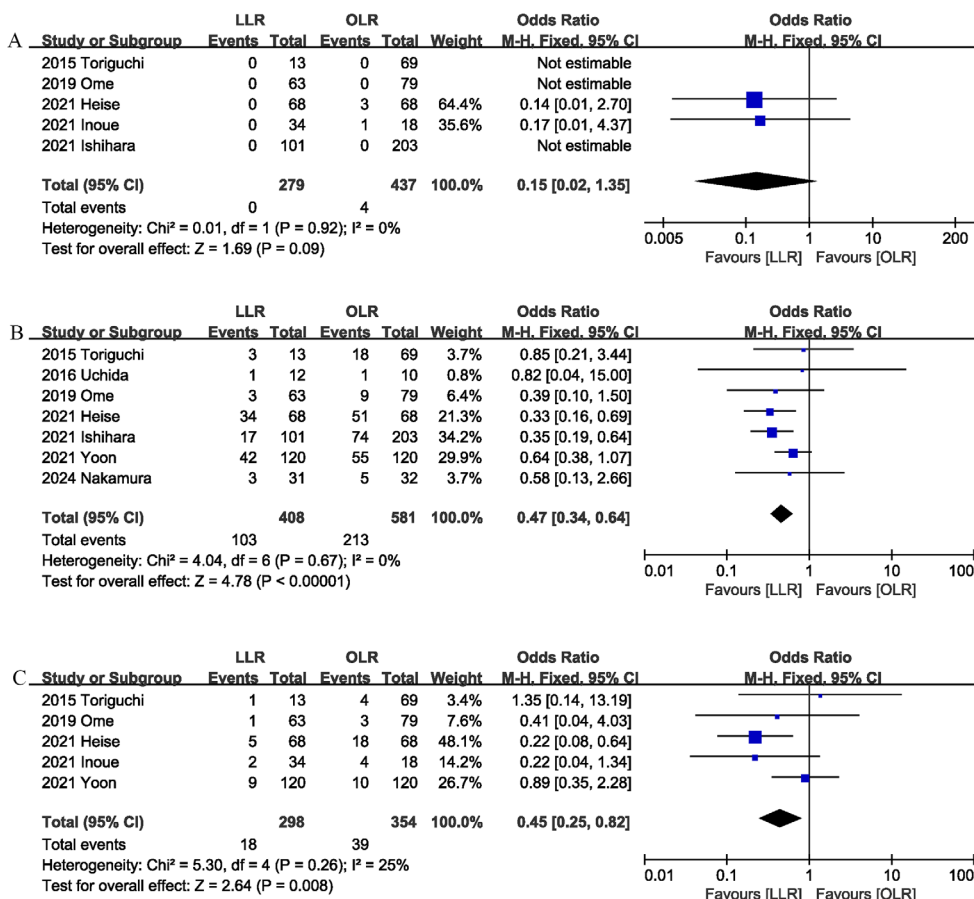 LLR OLR Odds Ratio Odds Ratio
A Study or Subgroup Events Total Events Total Weight M-H. Fixed. 95% CI M-H. Fixed. 95% CI
2015 Toriguchi 0 13 0 69 Not estimable
2019 Ome 0 63 0 79 Not estimable
2021 Heise 0 68 3 68 64.4% 0.14 [0.01, 2.70]
2021 Inoue 0 34 1 18 35.6% 0.17 [0.01, 4.37]
2021 Ishihara 0 101 0 203 Not estimable
Total (95% CI) 279 437 100.0% 0.15 [0.02, 1.35]
Total events 0 4
Heterogeneity: Chi² = 0.01, df = 1 (P = 0.92); I² = 0%
Test for overall effect: Z = 1.69 (P = 0.09)
0.005 0.1 1 10 200
Favours [LLR] Favours [OLR]
LLR OLR Odds Ratio Odds Ratio
B Study or Subgroup Events Total Events Total Weight M-H. Fixed. 95% CI M-H. Fixed. 95% CI
2015 Toriguchi 3 13 18 69 3.7% 0.85 [0.21, 3.44]
2016 Uchida 1 12 1 10 0.8% 0.82 [0.04, 15.00]
2019 Ome 3 63 9 79 6.4% 0.39 [0.10, 1.50]
2021 Heise 34 68 51 68 21.3% 0.33 [0.16, 0.69]
2021 Ishihara 17 101 74 203 34.2% 0.35 [0.19, 0.64]
2021 Yoon 42 120 55 120 29.9% 0.64 [0.38, 1.07]
2024 Nakamura 3 31 5 32 3.7% 0.58 [0.13, 2.66]
Total (95% CI) 408 581 100.0% 0.47 [0.34, 0.64]
Total events 103 213
Heterogeneity: Chi² = 4.04, df = 6 (P = 0.67); I² = 0%
Test for overall effect: Z = 4.78 (P < 0.00001)
0.01 0.1 1 10 100
Favours [LLR] Favours [OLR]
LLR OLR Odds Ratio Odds Ratio
C Study or Subgroup Events Total Events Total Weight M-H. Fixed. 95% CI M-H. Fixed. 95% CI
2015 Toriguchi 1 13 4 69 3.4% 1.35 [0.14, 13.19]
2019 Ome 1 63 3 79 7.6% 0.41 [0.04, 4.03]
2021 Heise 5 68 18 68 48.1% 0.22 [0.08, 0.64]
2021 Inoue 2 34 4 18 14.2% 0.22 [0.04, 1.34]
2021 Yoon 9 120 10 120 26.7% 0.89 [0.35, 2.28]
Total (95% CI) 298 354 100.0% 0.45 [0.25, 0.82]
Total events 18 39
Heterogeneity: Chi² = 5.30, df = 4 (P = 0.26); I² = 25%
Test for overall effect: Z = 2.64 (P = 0.008)
0.01 0.1 1 10 100
Favours [LLR] Favours [OLR]